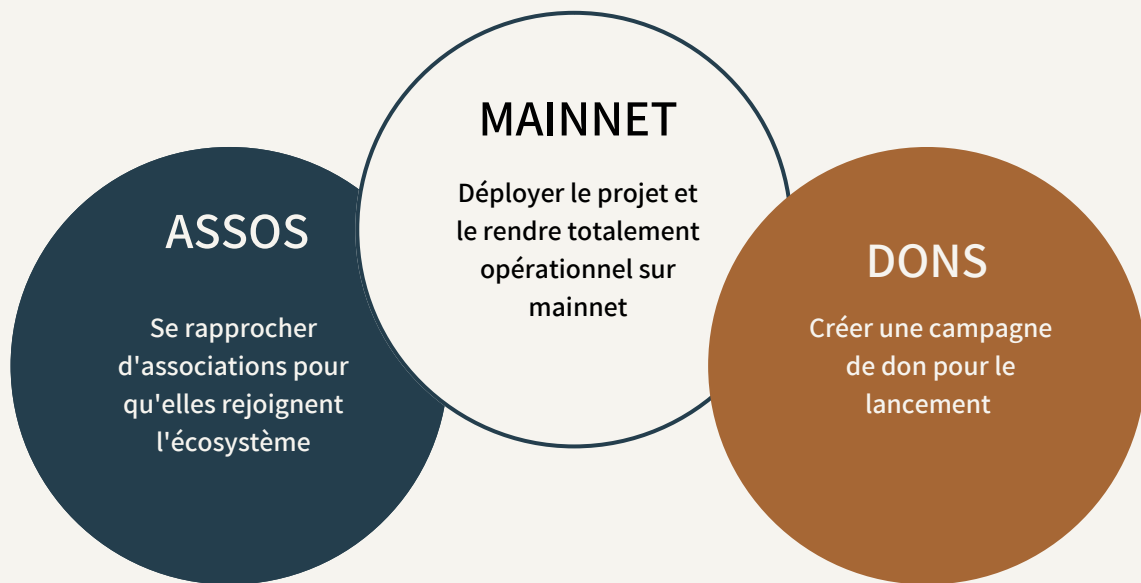 ASSOS
Se rapprocher
d'associations pour
qu'elles rejoignent
l'écosystème
MAINNET
Déployer le projet et
le rendre totalement
opérationnel sur
mainnet
DONS
Créer une campagne
de don pour le
lancement